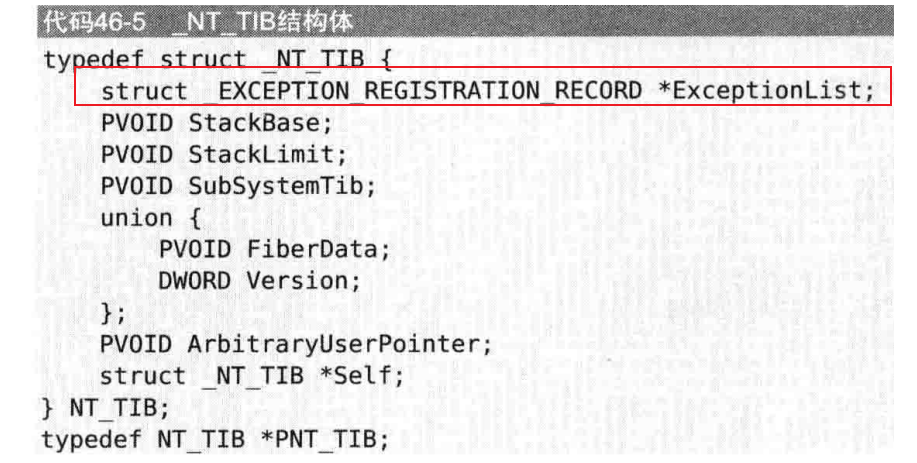 代码46-5 _NT_TIB结构体
typedef struct _NT_TIB {
struct _EXCEPTION_REGISTRATION_RECORD *ExceptionList;
PVOID StackBase;
PVOID StackLimit;
PVOID SubSystemTib;
union {
PVOID FiberData;
DWORD Version;
};
PVOID ArbitraryUserPointer;
struct _NT_TIB *Self;
} NT_TIB;
typedef NT_TIB *PNT_TIB;